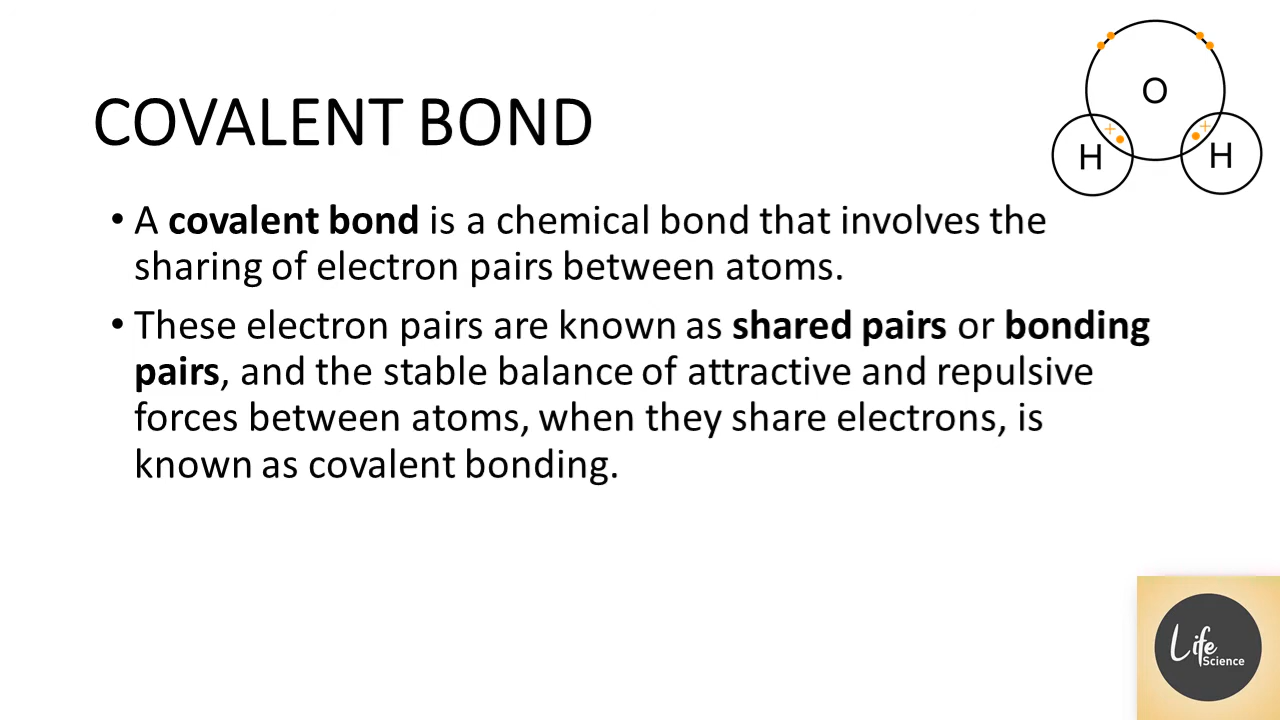 COVALENT BOND
O
H
H
• A covalent bond is a chemical bond that involves the
sharing of electron pairs between atoms.
• These electron pairs are known as shared pairs or bonding
pairs, and the stable balance of attractive and repulsive
forces between atoms, when they share electrons, is
known as covalent bonding.
Life
Science